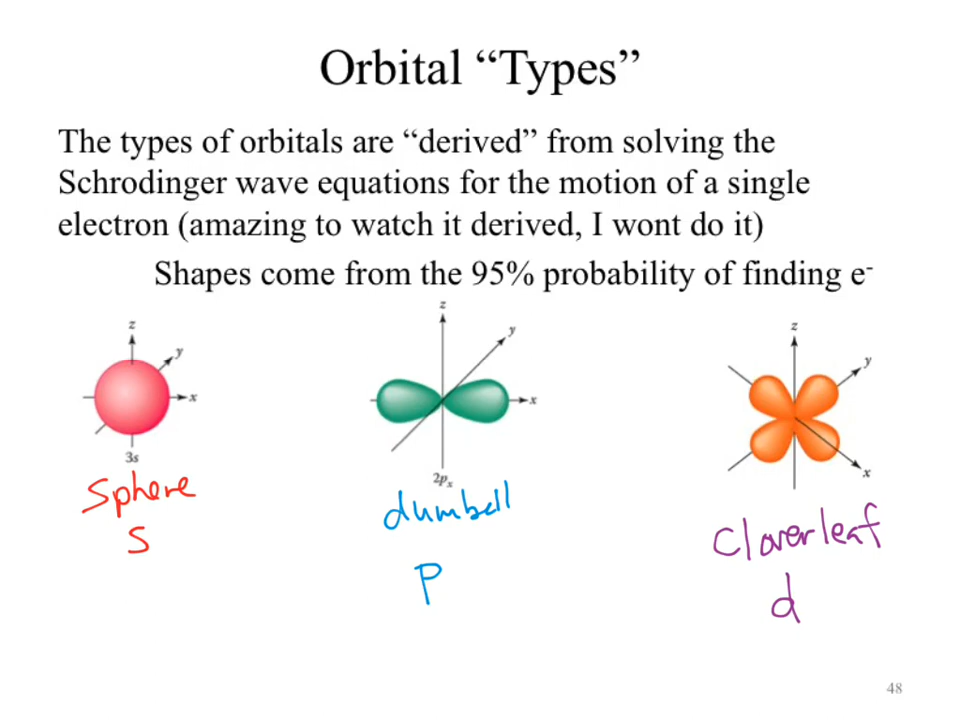 Orbital “Types”
The types of orbitals are “derived” from solving the
Schrodinger wave equations for the motion of a single
electron (amazing to watch it derived, I wont do it)
Shapes come from the 95% probability of finding e⁻
z
y
x
3s
z
y
x
2pₓ
z
y
x
Sphere
S
dumbell
P
Cloverleaf
d
48